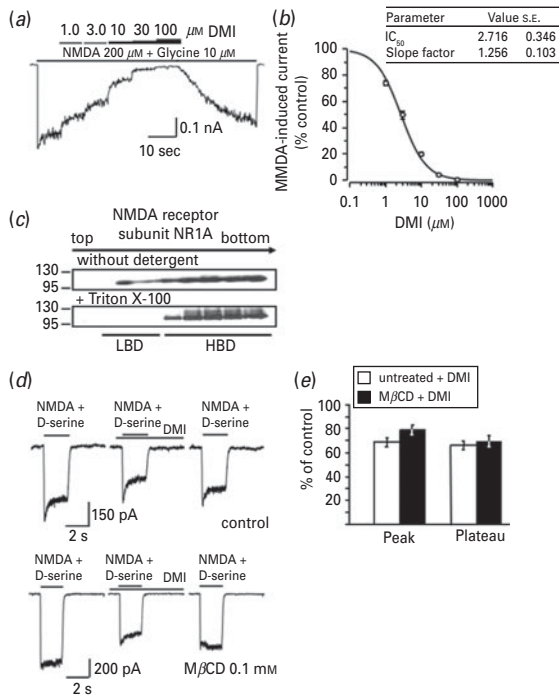 (a)
1.0 3.0 10 30 100 μM DMI
NMDA 200 μM + Glycine 10 μM
0.1 nA
10 sec
(b)
Parameter Value S.E.
IC50 2.716 0.346
Slope factor 1.256 0.103
MMDA-induced current
(% control)
100
80
60
40
20
0
0.1 1 10 100 1000
DMI (μM)
(c)
NMDA receptor
subunit NR1A
top bottom
without detergent
130
95
+ Triton X-100
130
95
LBD HBD
(d)
NMDA + NMDA + NMDA +
D-serine D-serine D-serine
DMI
150 pA
2 s
control
NMDA + NMDA + NMDA +
D-serine D-serine D-serine
DMI
200 pA
2 s
MβCD 0.1 mM
(e)
untreated + DMI
MβCD + DMI
% of control
100
80
60
40
20
Peak Plateau